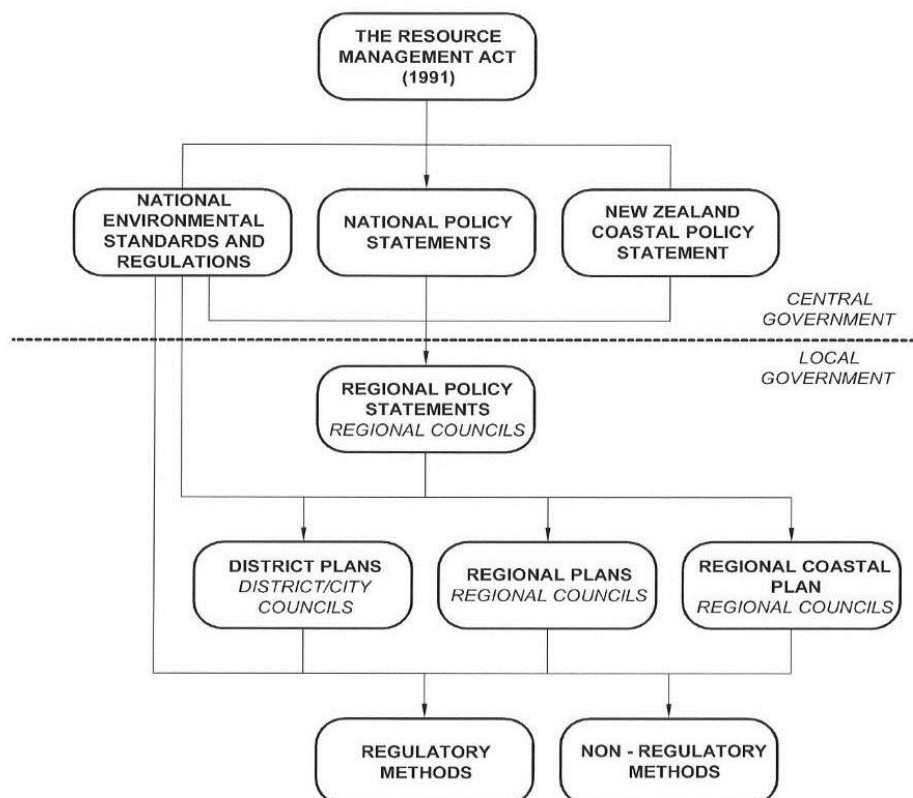 THE RESOURCE
MANAGEMENT ACT
(1991)
NATIONAL
ENVIRONMENTAL
STANDARDS AND
REGULATIONS
NATIONAL POLICY
STATEMENTS
NEW ZEALAND
COASTAL POLICY
STATEMENT
CENTRAL
GOVERNMENT
LOCAL
GOVERNMENT
REGIONAL POLICY
STATEMENTS
REGIONAL COUNCILS
DISTRICT PLANS
DISTRICT/CITY
COUNCILS
REGIONAL PLANS
REGIONAL COUNCILS
REGIONAL COASTAL
PLAN
REGIONAL COUNCILS
REGULATORY
METHODS
NON - REGULATORY
METHODS